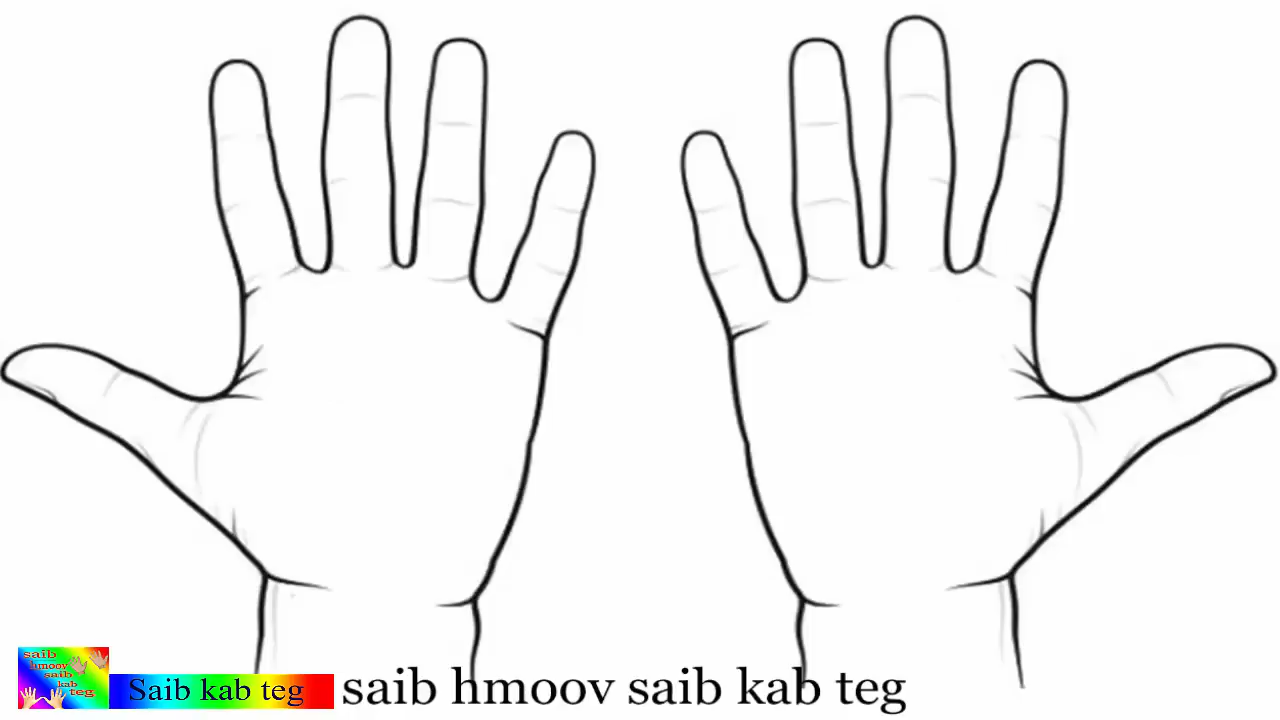 saib
hmoov
saib
kab
teg
Saib kab teg
saib hmoov saib kab teg